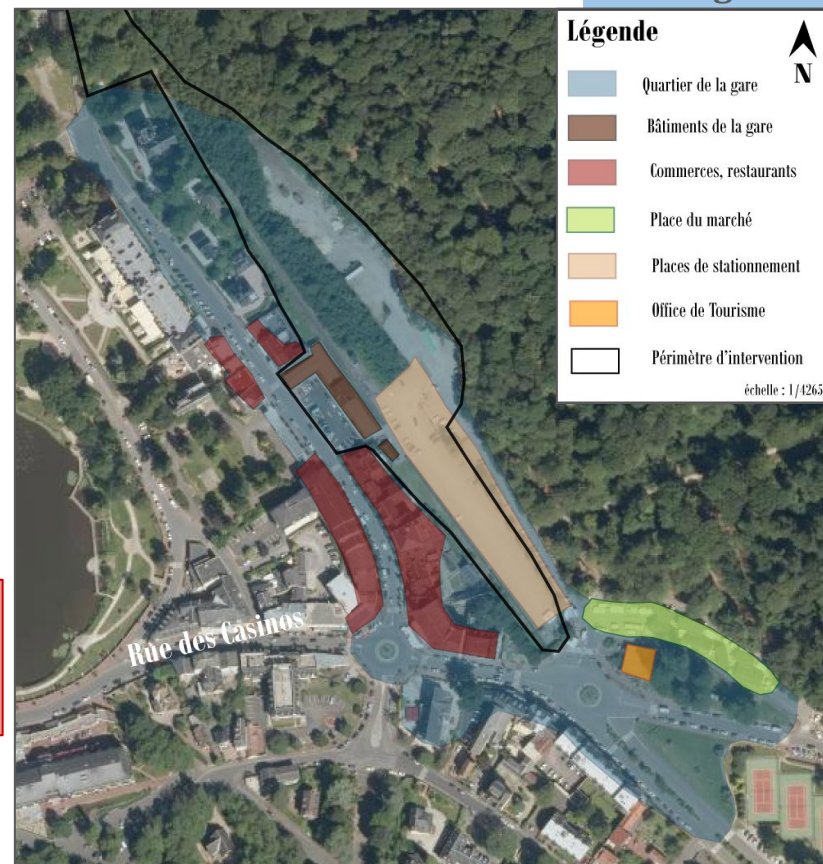 Légende
N
Quartier de la gare
Bâtiments de la gare
Commerces, restaurants
Place du marché
Places de stationnement
Office de Tourisme
Périmètre d'intervention
échelle : 1/4265
Rue des Casinos